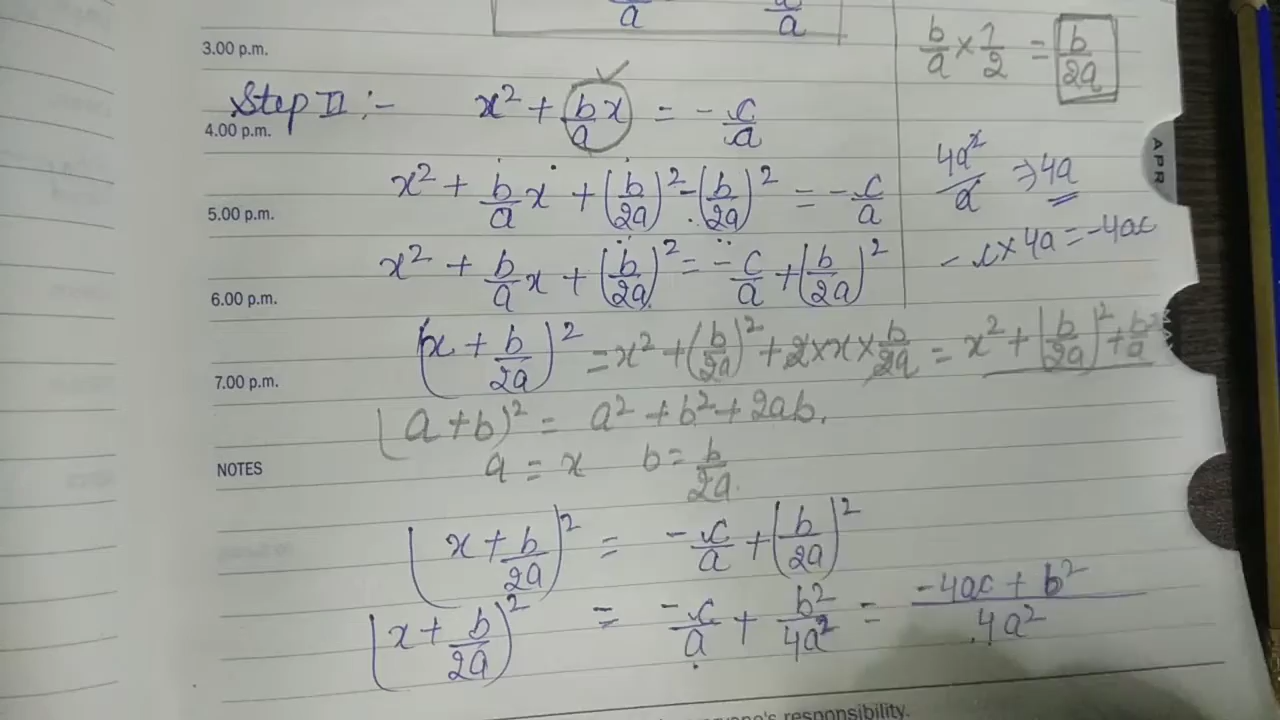 a a
b/a × 1/2 = b/2a
3.00 p.m.
Step II :- x² + bx/a = - c/a
4.00 p.m.
APR
4a²/a ⇒ 4a
x² + b/a x + (b/2a)² - (b/2a)² = - c/a
5.00 p.m.
- c × 4a = -4ac
x² + b/a x + (b/2a)² = - c/a + (b/2a)²
6.00 p.m.
(x + b/2a)² = x² + (b/2a)² + 2 × x × b/2a = x² + (b/2a)² + b/a
7.00 p.m.
(a + b)² = a² + b² + 2ab.
NOTES
a = x b = b/2a.
(x + b/2a)² = - c/a + (b/2a)²
(x + b/2a)² = - c/a + b²/4a² = -4ac + b²/4a²
responsibility.